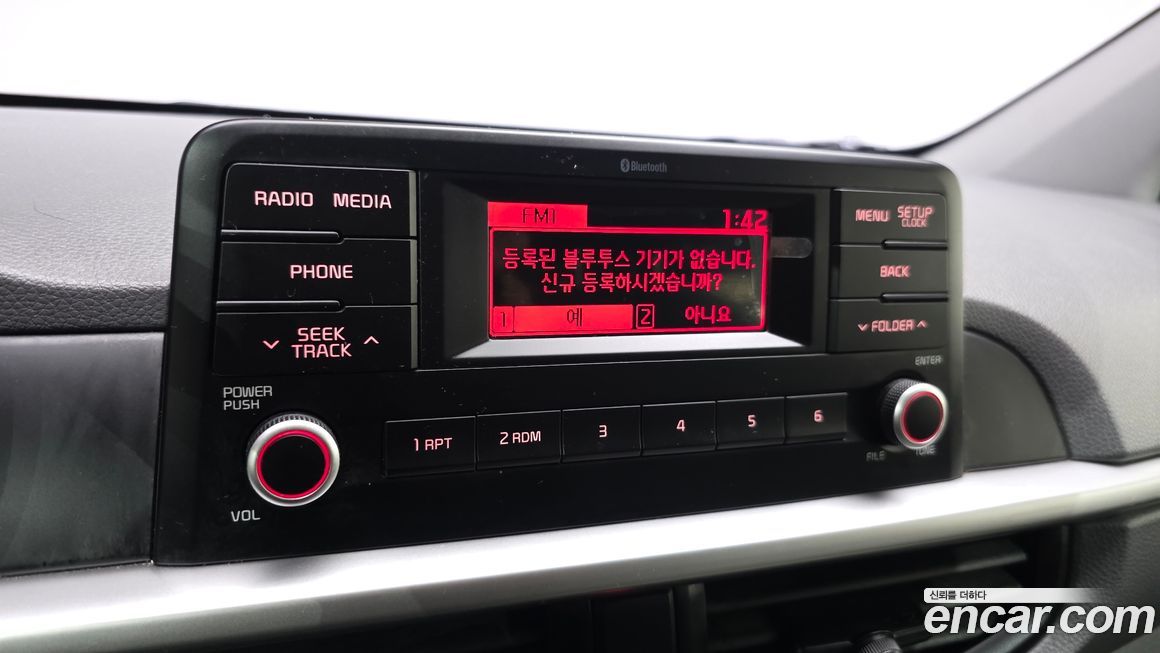 Bluetooth
RADIO MEDIA
PHONE
SEEK
TRACK
POWER
PUSH
VOL
FM1 1:42
등록된 블루투스 기기가 없습니다.
신규 등록하시겠습니까?
1 예 2 아니요
MENU SETUP
CLOCK
BACK
FOLDER
ENTER
FILE TUNE
1 RPT 2 RDM 3 4 5 6
신뢰를 더하다
encar.com